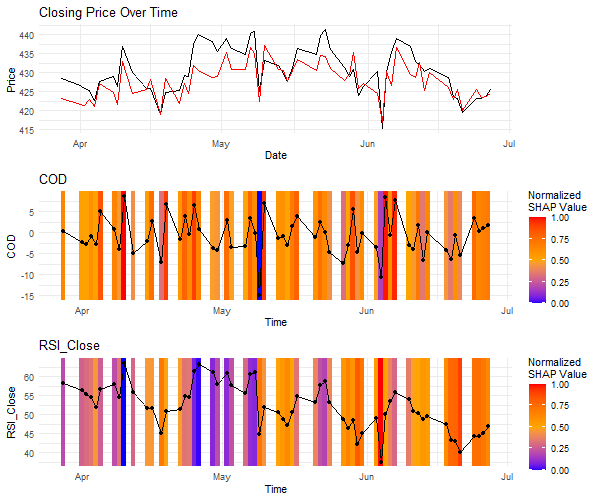 Closing Price Over Time
Price
440
435
430
425
420
415
Apr
May
Jun
Jul
Date
COD
COD
5
0
-5
-10
-15
Apr
May
Jun
Jul
Time
Normalized
SHAP Value
1.00
0.75
0.50
0.25
0.00
RSI_Close
RSI_Close
60
55
50
45
40
Apr
May
Jun
Jul
Time
Normalized
SHAP Value
1.00
0.75
0.50
0.25
0.00